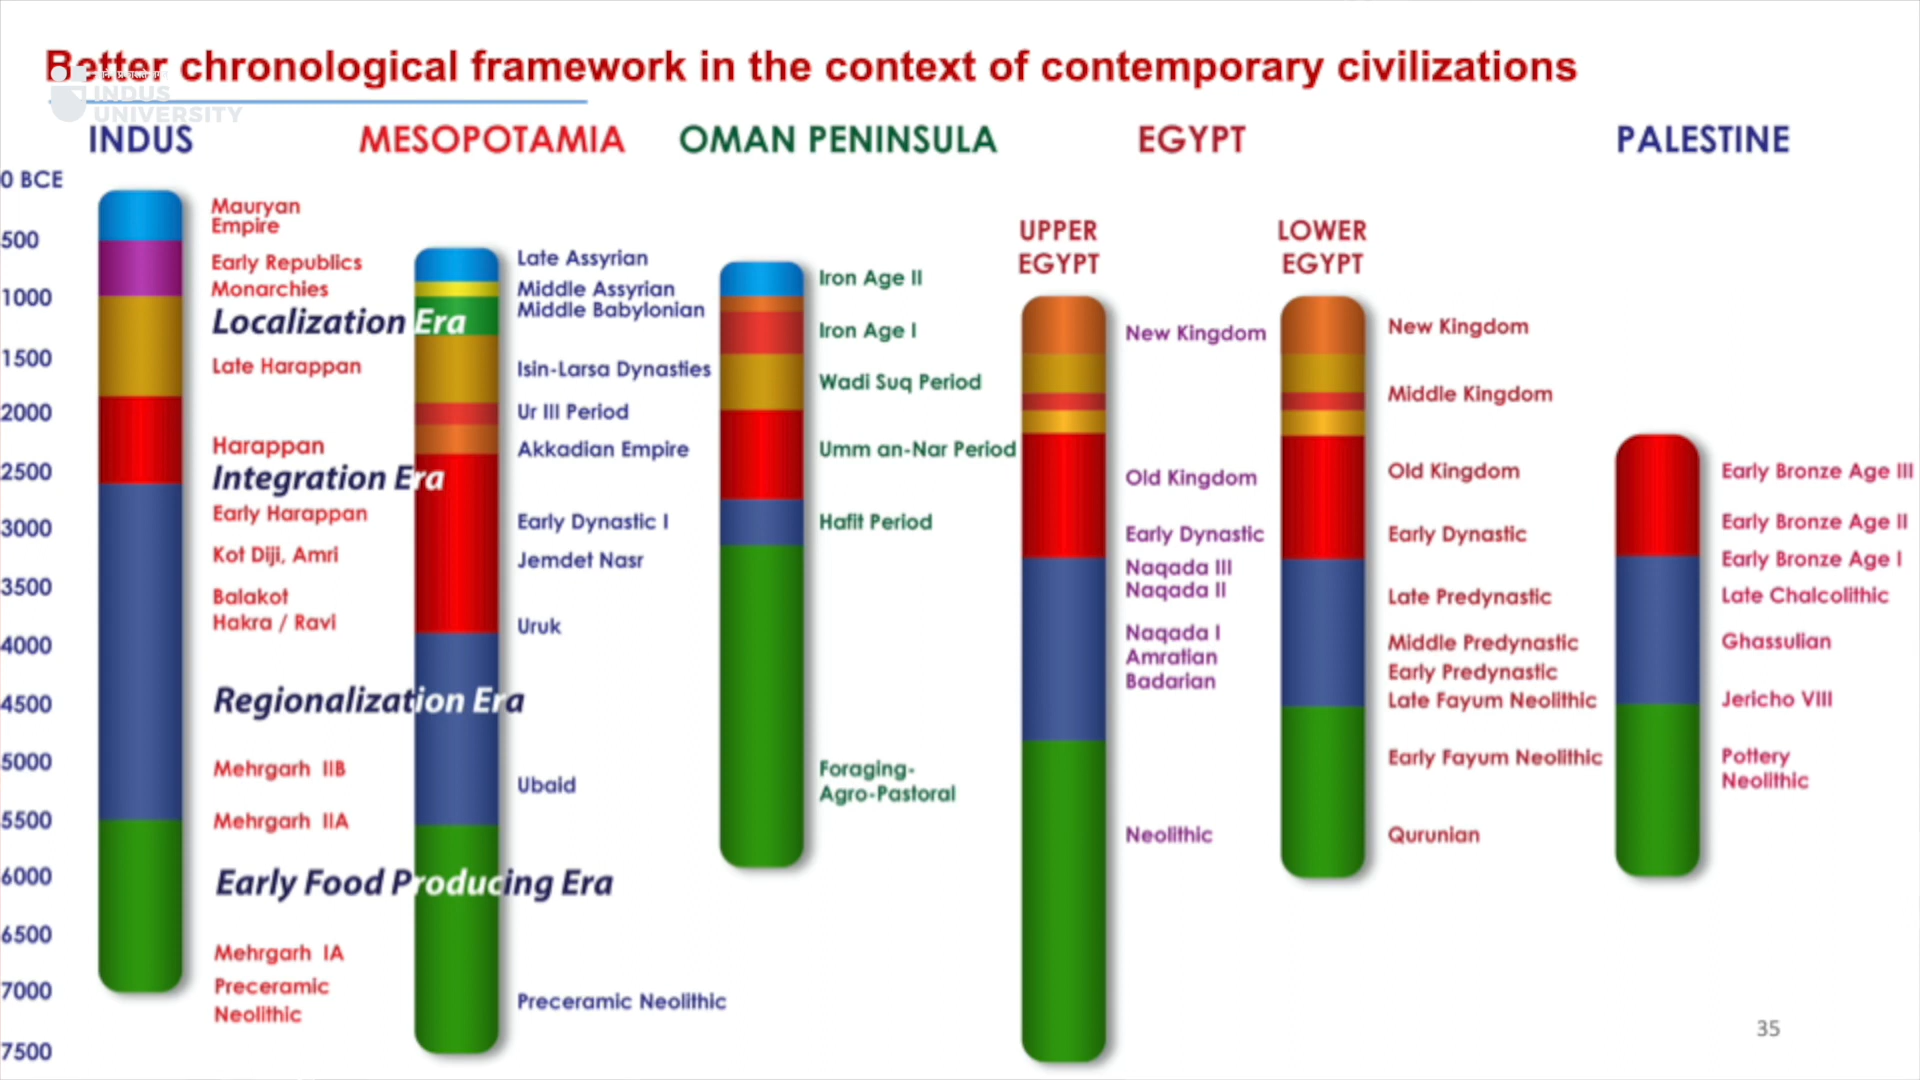 Better chronological framework in the context of contemporary civilizations
INDUS
UNIVERSITY
INDUS
MESOPOTAMIA
OMAN PENINSULA
EGYPT
PALESTINE
UPPER
EGYPT
LOWER
EGYPT
0 BCE
500
1000
1500
2000
2500
3000
3500
4000
4500
5000
5500
6000
6500
7000
7500
Mauryan
Empire
Early Republics
Monarchies
Localization Era
Late Harappan
Harappan
Integration Era
Early Harappan
Kot Diji, Amri
Balakot
Hakra / Ravi
Regionalization Era
Mehrgarh IIB
Mehrgarh IIA
Early Food Producing Era
Mehrgarh IA
Preceramic
Neolithic
Late Assyrian
Middle Assyrian
Middle Babylonian
Isin-Larsa Dynasties
Ur III Period
Akkadian Empire
Early Dynastic I
Jemdet Nasr
Uruk
Ubaid
Preceramic Neolithic
Iron Age II
Iron Age I
Wadi Suq Period
Umm an-Nar Period
Hafit Period
Foraging-
Agro-Pastoral
New Kingdom
Old Kingdom
Early Dynastic
Naqada III
Naqada II
Naqada I
Amratian
Badarian
Neolithic
New Kingdom
Middle Kingdom
Old Kingdom
Early Dynastic
Late Predynastic
Middle Predynastic
Early Predynastic
Late Fayum Neolithic
Early Fayum Neolithic
Qurunian
Early Bronze Age III
Early Bronze Age II
Early Bronze Age I
Late Chalcolithic
Ghassulian
Jericho VIII
Pottery
Neolithic
35